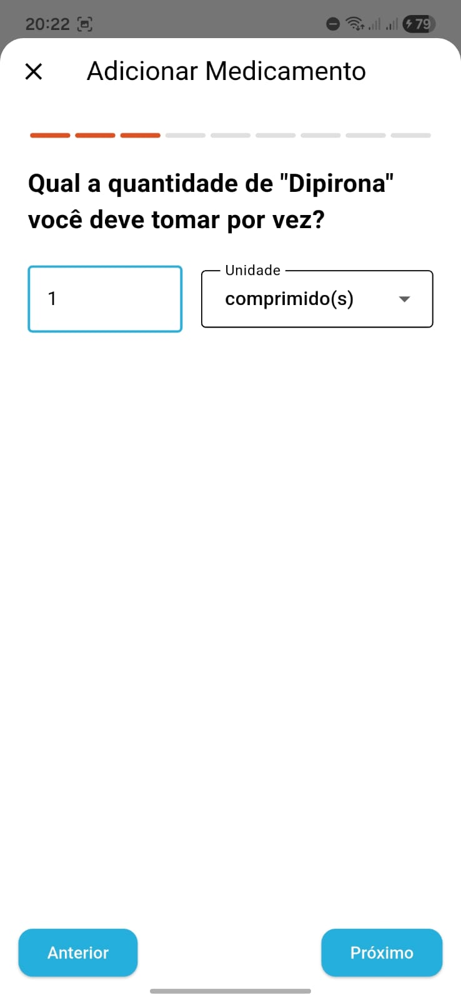 20:22
79
Adicionar Medicamento
Qual a quantidade de "Dipirona"
você deve tomar por vez?
Unidade
1
comprimido(s)
Anterior
Próximo